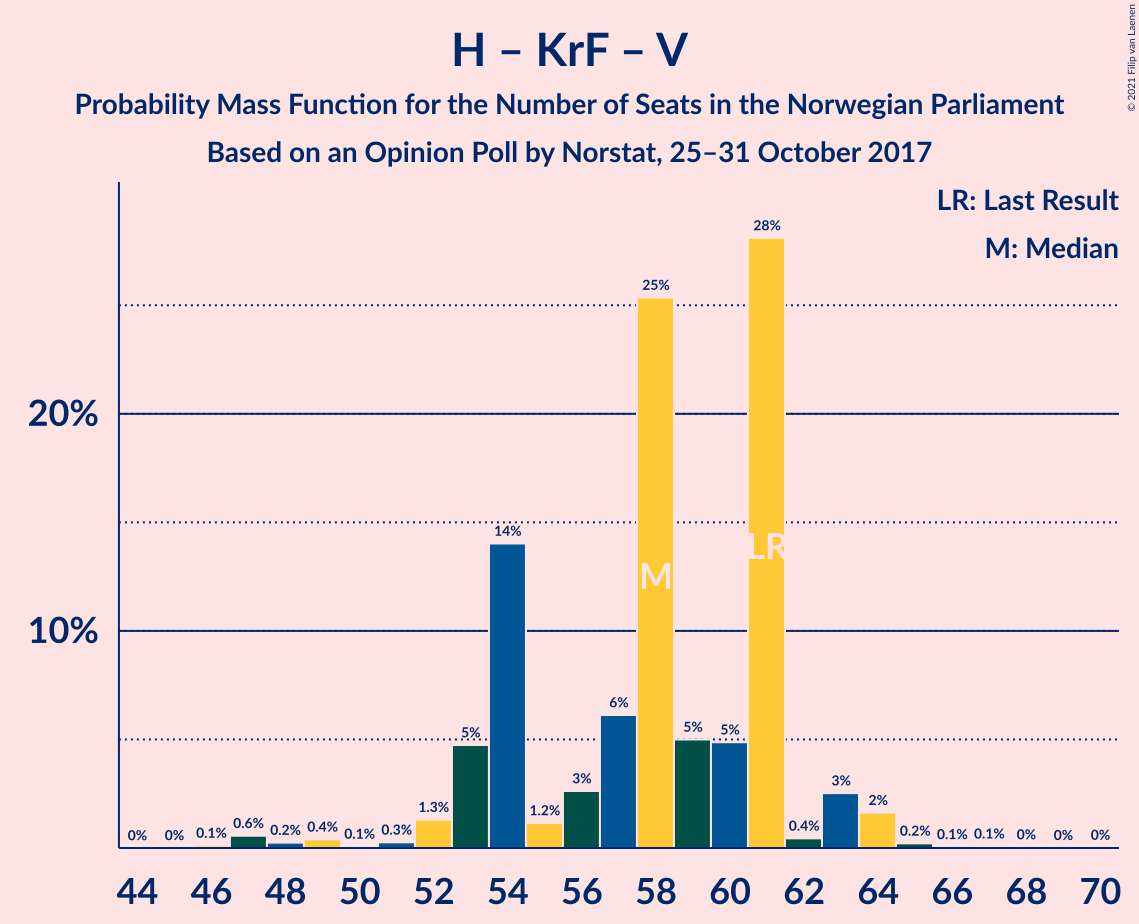 H – KrF – V
Probability Mass Function for the Number of Seats in the Norwegian Parliament
Based on an Opinion Poll by Norstat, 25–31 October 2017
© 2021 Filip van Laenen
LR: Last Result
M: Median
20%
10%
0% 0% 0.1% 0.6% 0.2% 0.4% 0.1% 0.3% 1.3% 5% 14% 1.2% 3% 6% 25% 5% 5% 28% 0.4% 3% 2% 0.2% 0.1% 0.1% 0% 0% 0%
M LR
44 46 48 50 52 54 56 58 60 62 64 66 68 70